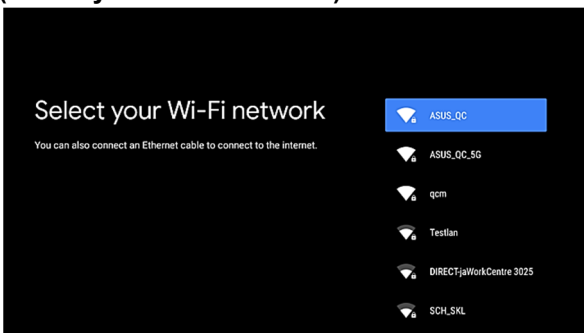 Select your Wi-Fi network
You can also connect an Ethernet cable to connect to the internet.
ASUS_QC
ASUS_QC_5G
qcm
Testlan
DIRECT-jaWorkCentre 3025
SCH_SKL